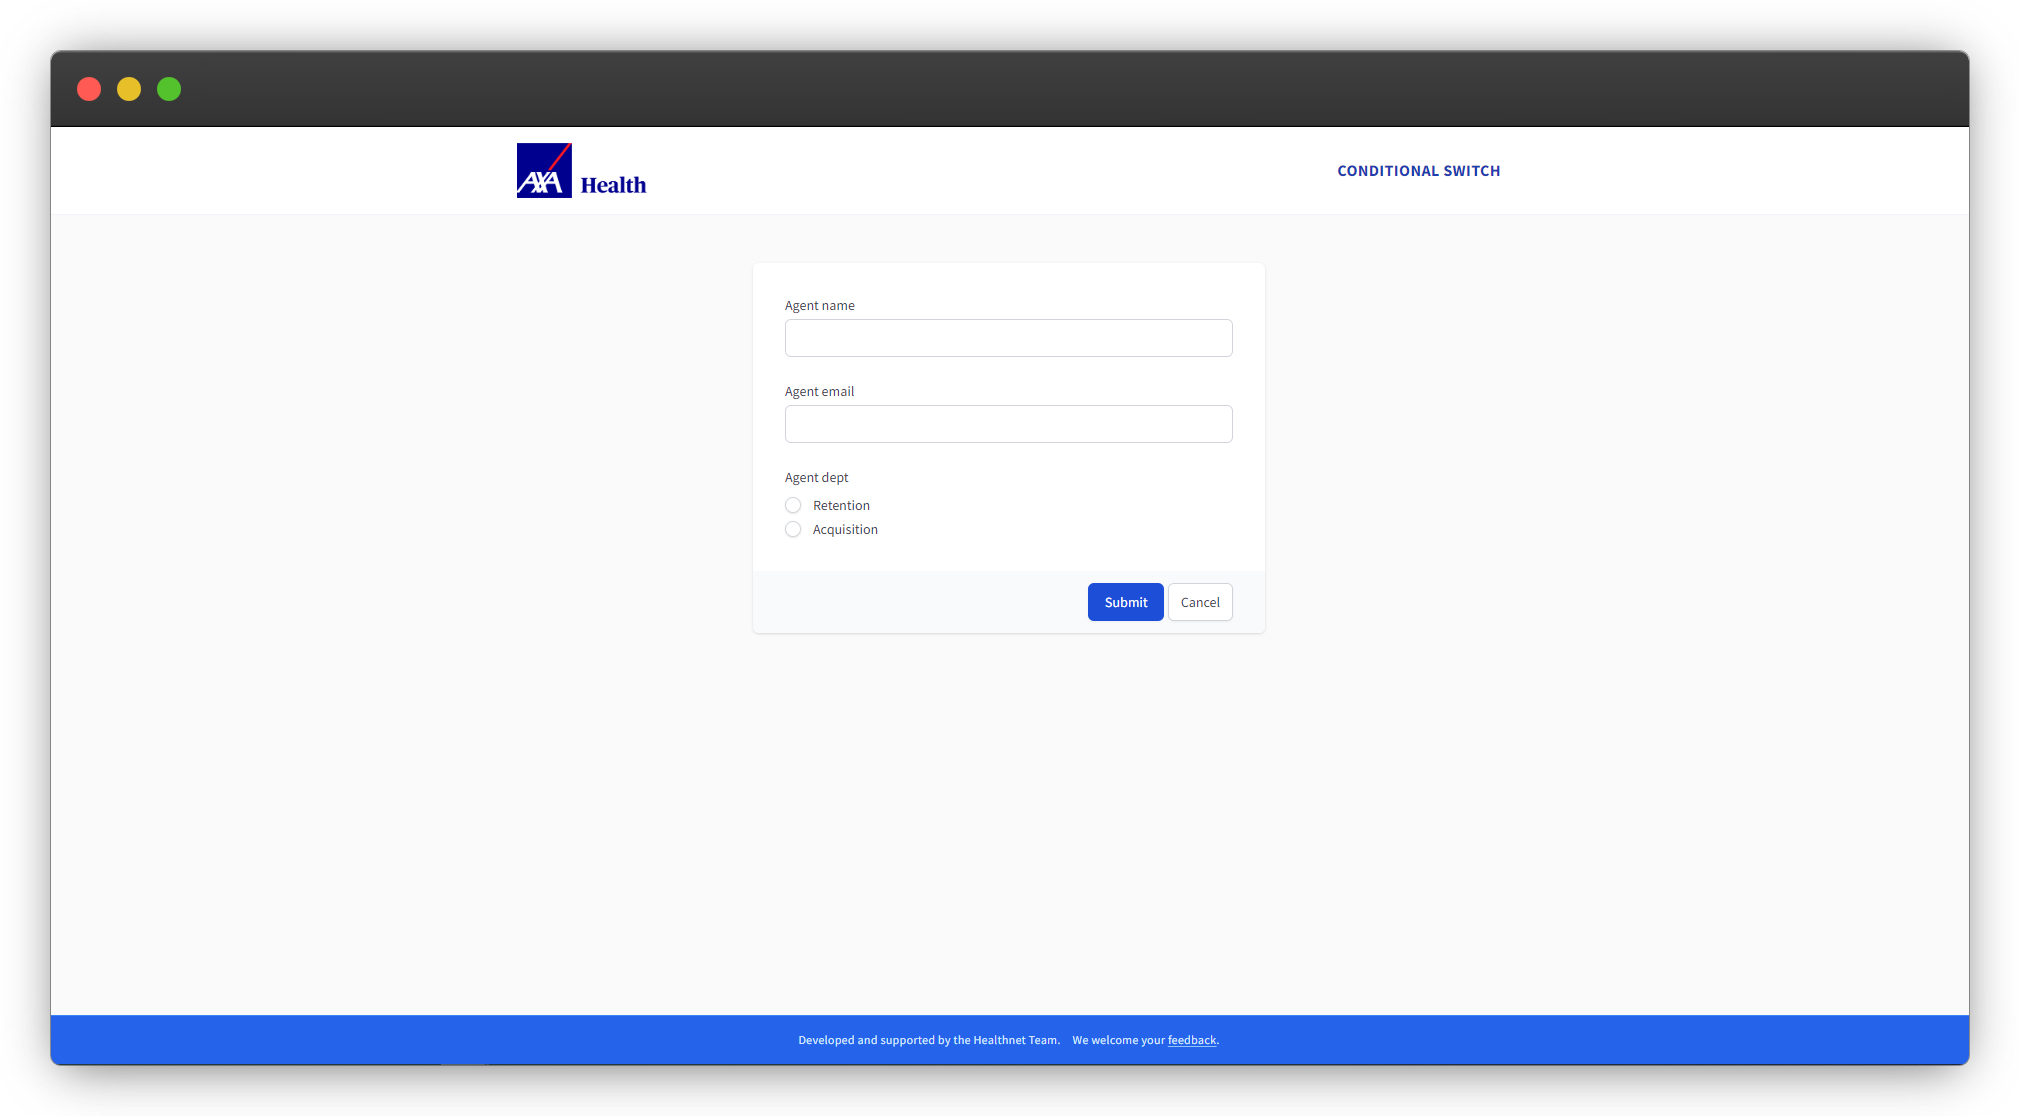 AXA Health
CONDITIONAL SWITCH
Agent name
Agent email
Agent dept
Retention
Acquisition
Submit Cancel
Developed and supported by the Healthnet Team. We welcome your feedback.